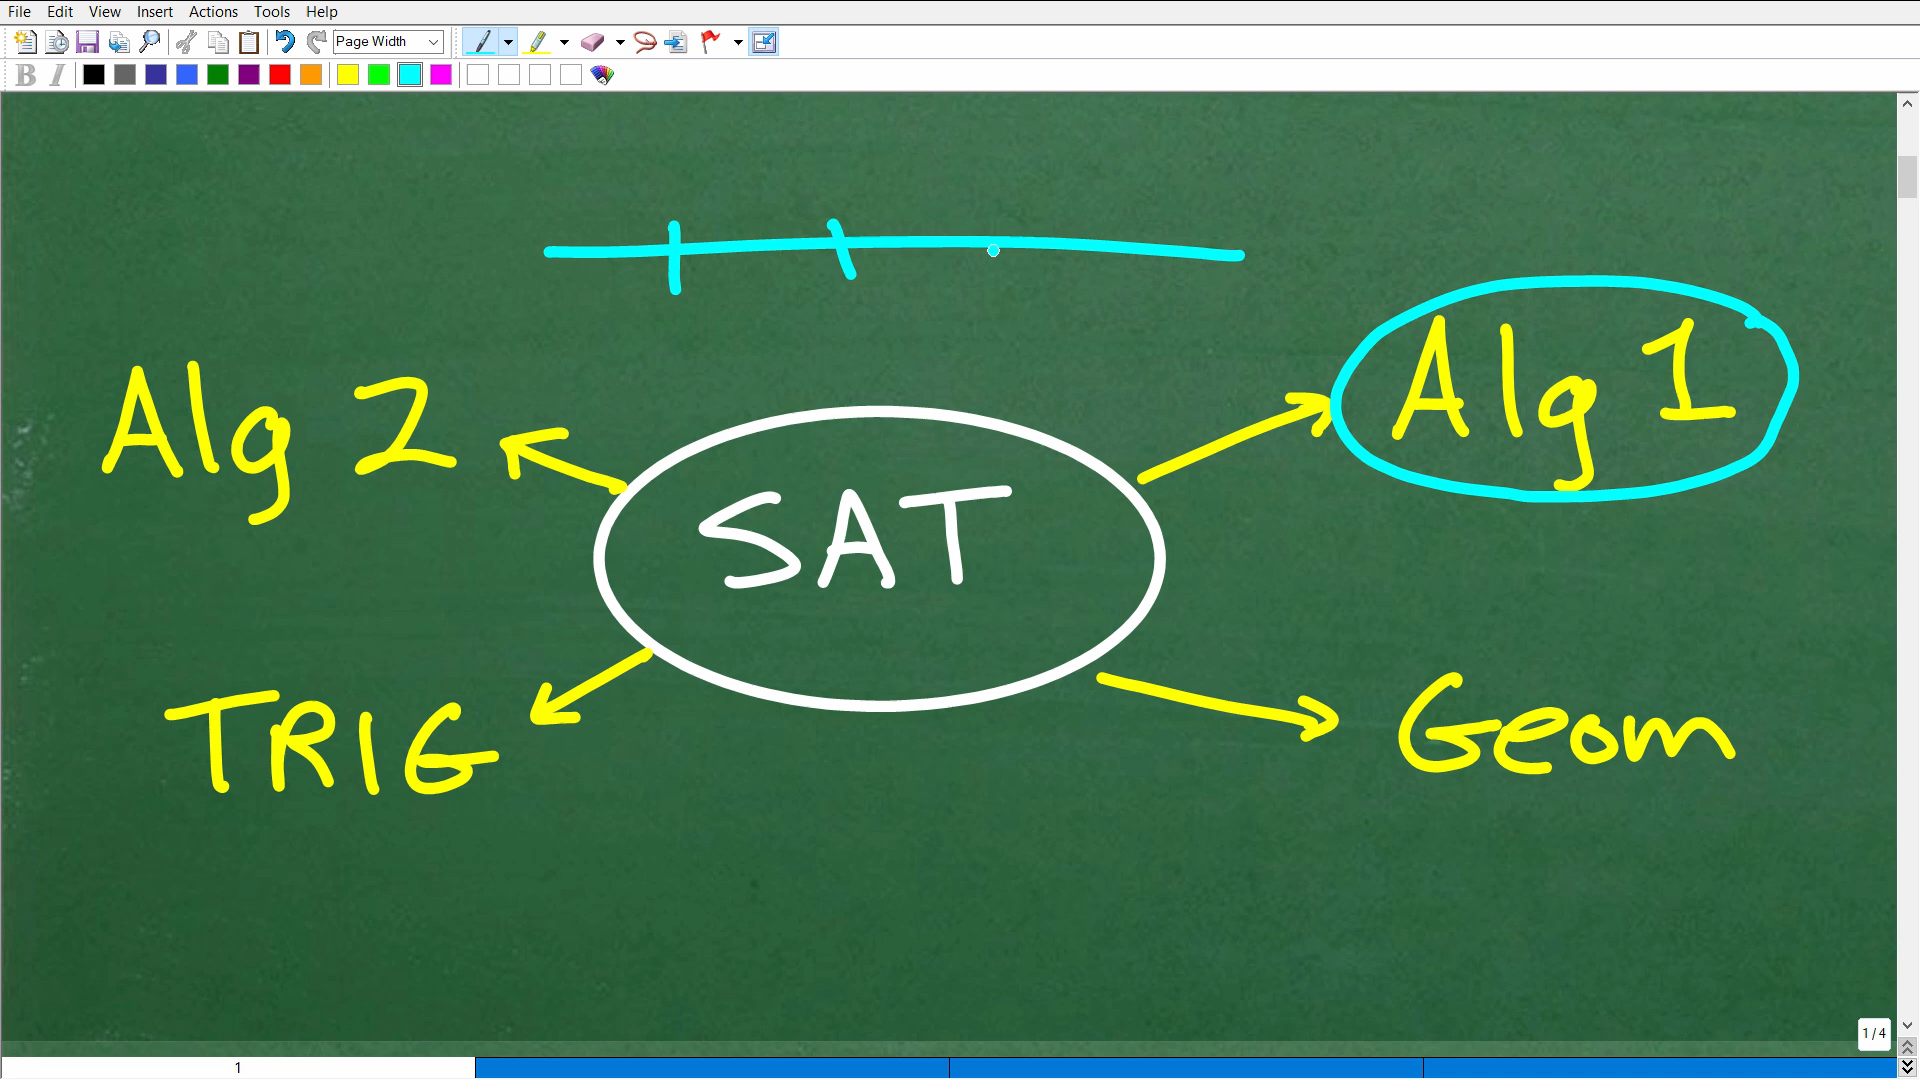 File Edit View Insert Actions Tools Help
Page Width
B I
Alg 1
Alg 2
SAT
TRIG
Geom
1 / 4
1